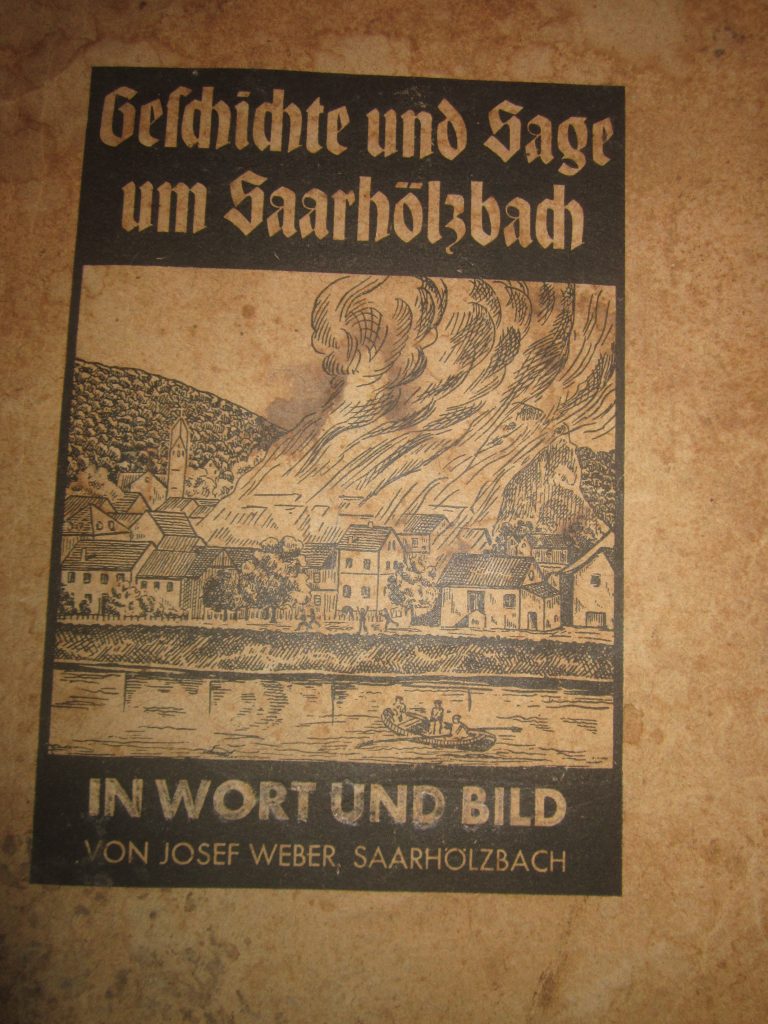 Geschichte und Sage
um Saarhölzbach
IN WORT UND BILD
VON JOSEF WEBER, SAARHÖLZBACH